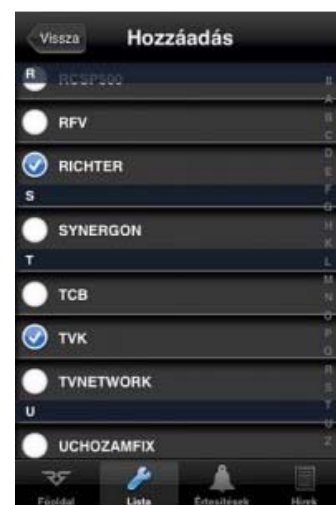 Vissza Hozzáadás
R
RCSP500
RFV
RICHTER
S
SYNERGON
T
TCB
TVK
TVNETWORK
U
UCHOZAMFIX
#
A
B
C
D
E
F
G
H
K
L
M
N
O
P
Q
R
S
T
U
Z
Főoldal Lista Értesítések Hírek